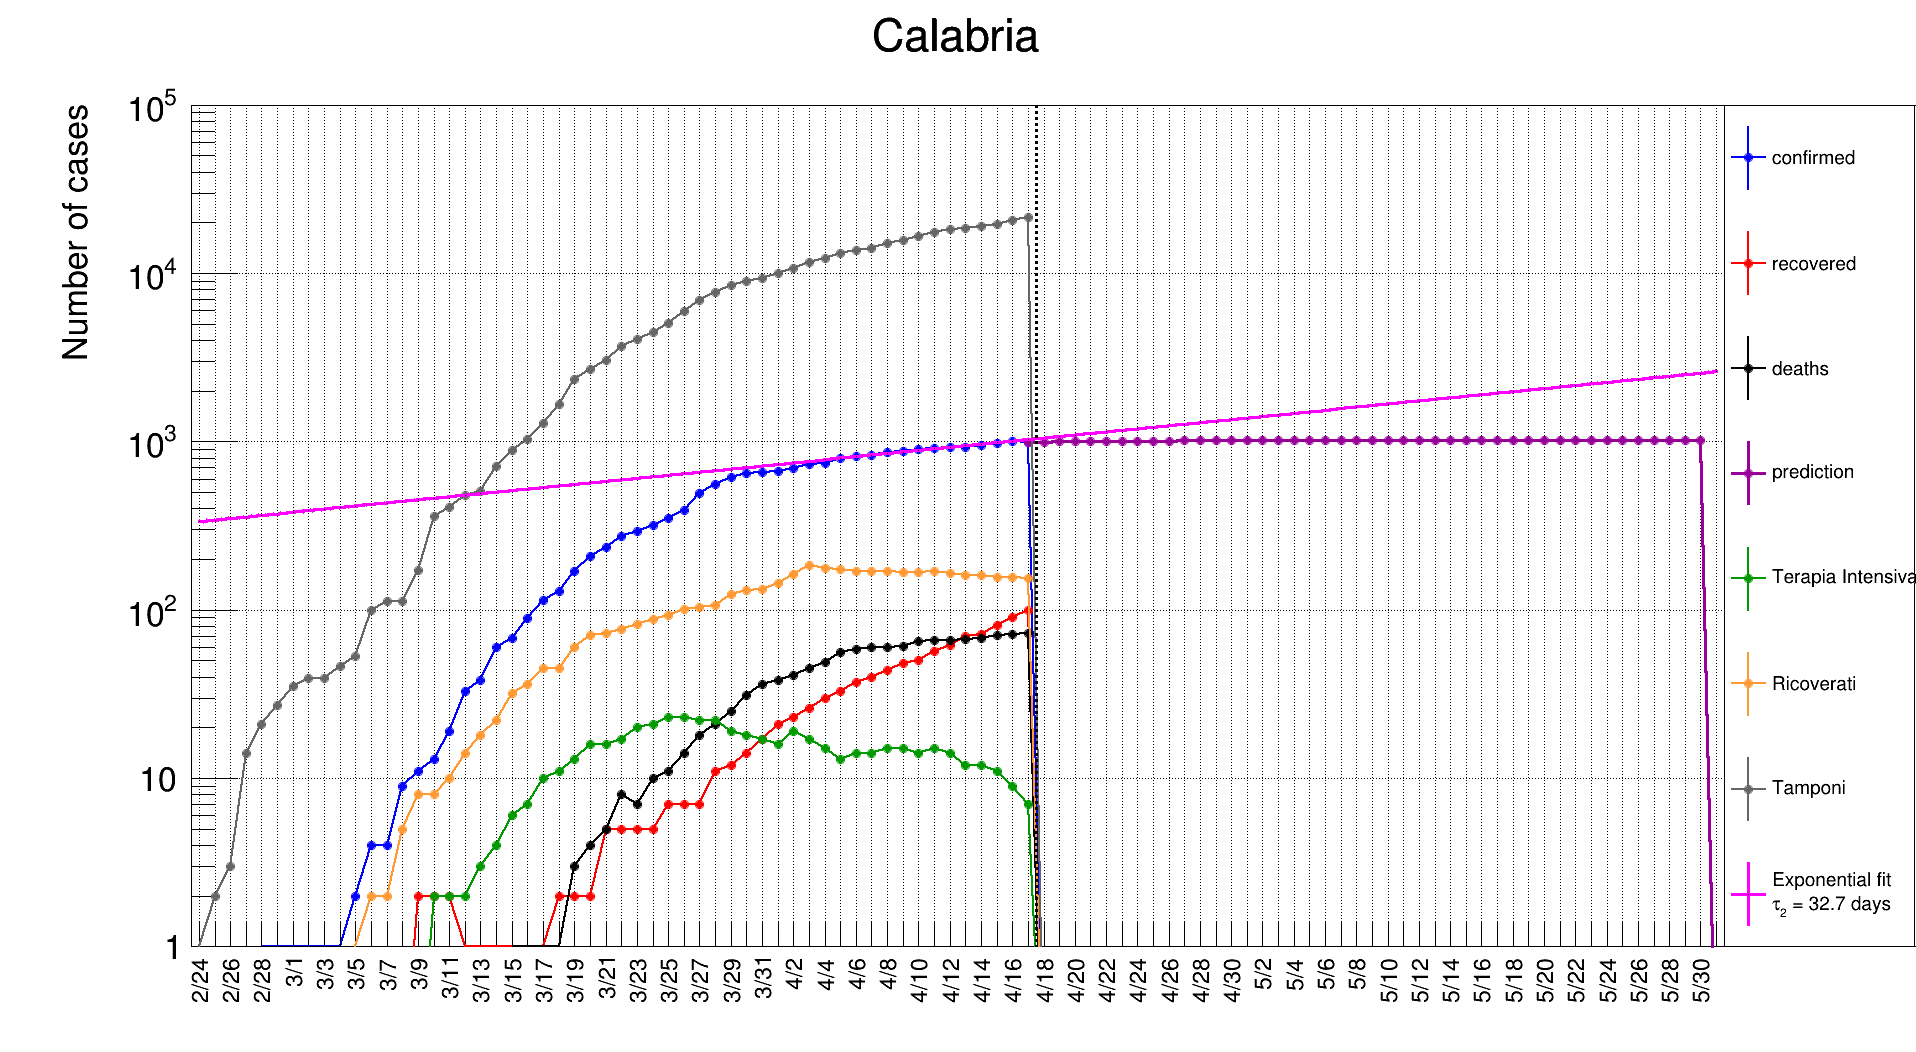 Calabria
Number of cases
10^5
10^4
10^3
10^2
10
1
2/24 2/26 2/28 3/1 3/3 3/5 3/7 3/9 3/11 3/13 3/15 3/17 3/19 3/21 3/23 3/25 3/27 3/29 3/31 4/2 4/4 4/6 4/8 4/10 4/12 4/14 4/16 4/18 4/20 4/22 4/24 4/26 4/28 4/30 5/2 5/4 5/6 5/8 5/10 5/12 5/14 5/16 5/18 5/20 5/22 5/24 5/26 5/28 5/30
confirmed
recovered
deaths
prediction
Terapia Intensiva
Ricoverati
Tamponi
Exponential fit
τ₂ = 32.7 days